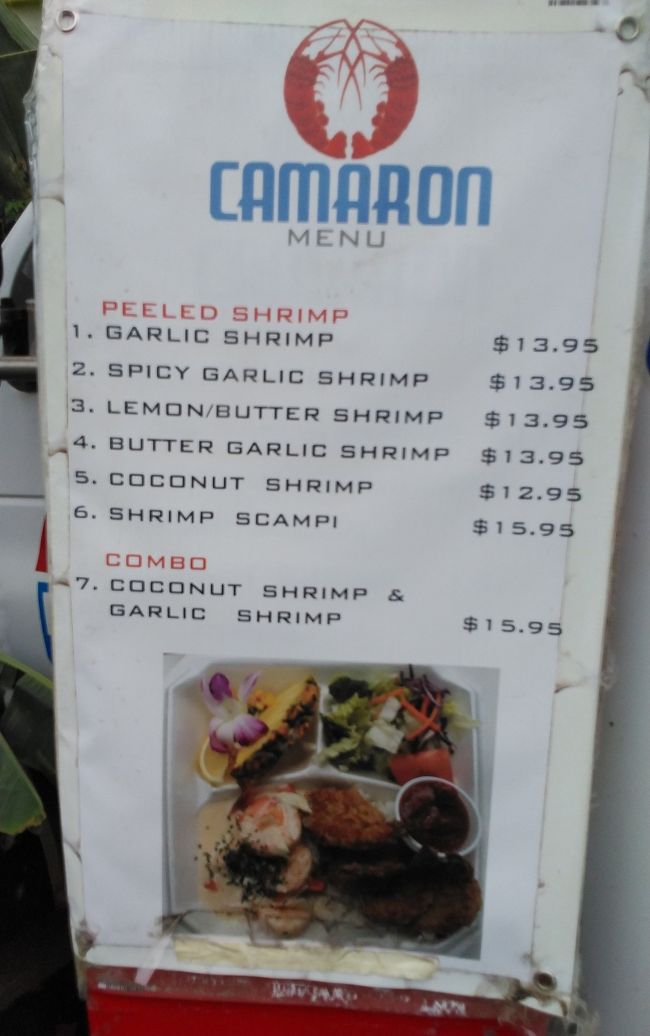 CAMARON
MENU
PEELED SHRIMP
1. GARLIC SHRIMP $13.95
2. SPICY GARLIC SHRIMP $13.95
3. LEMON/BUTTER SHRIMP $13.95
4. BUTTER GARLIC SHRIMP $13.95
5. COCONUT SHRIMP $12.95
6. SHRIMP SCAMPI $15.95
COMBO
7. COCONUT SHRIMP &
GARLIC SHRIMP $15.95